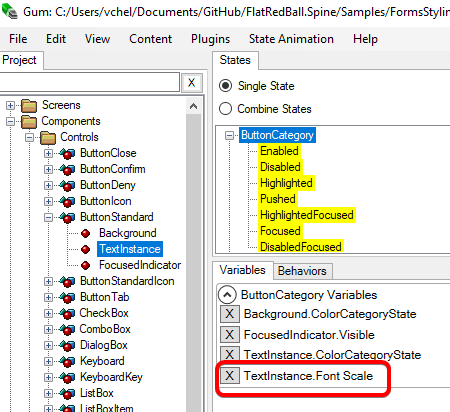 Gum: C:/Users/vchel/Documents/GitHub/FlatRedBall.Spine/Samples/FormsStylin
File Edit View Content Plugins State Animation Help
Project
X
Screens
Components
Controls
ButtonClose
ButtonConfirm
ButtonDeny
ButtonIcon
ButtonStandard
Background
TextInstance
FocusedIndicator
ButtonStandardIcon
ButtonTab
CheckBox
ComboBox
DialogBox
Keyboard
KeyboardKey
ListBox
ListBoxItem
States
Single State
Combine States
ButtonCategory
Enabled
Disabled
Highlighted
Pushed
HighlightedFocused
Focused
DisabledFocused
Variables Behaviors
ButtonCategory Variables
X Background.ColorCategoryState
X FocusedIndicator.Visible
X TextInstance.ColorCategoryState
X TextInstance.Font Scale